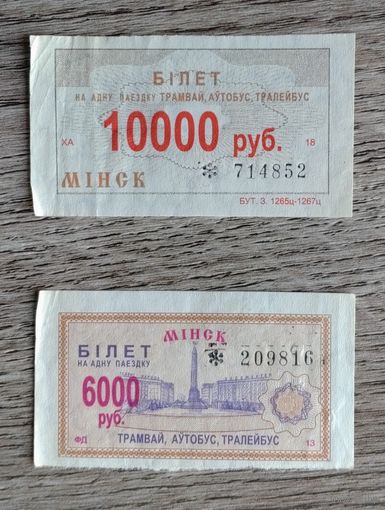 БІЛЕТ
НА АДНУ ПАЕЗДКУ ТРАМВАЙ, АЎТОБУС, ТРАЛЕЙБУС
ХА 10000 руб. 18
✻ 714852
МІНСК
БУТ. З. 1265ц-1267ц
МІНСК
БІЛЕТ ✻ 209816
НА АДНУ ПАЕЗДКУ
6000
руб.
ТРАМВАЙ, АЎТОБУС, ТРАЛЕЙБУС
ФД 13